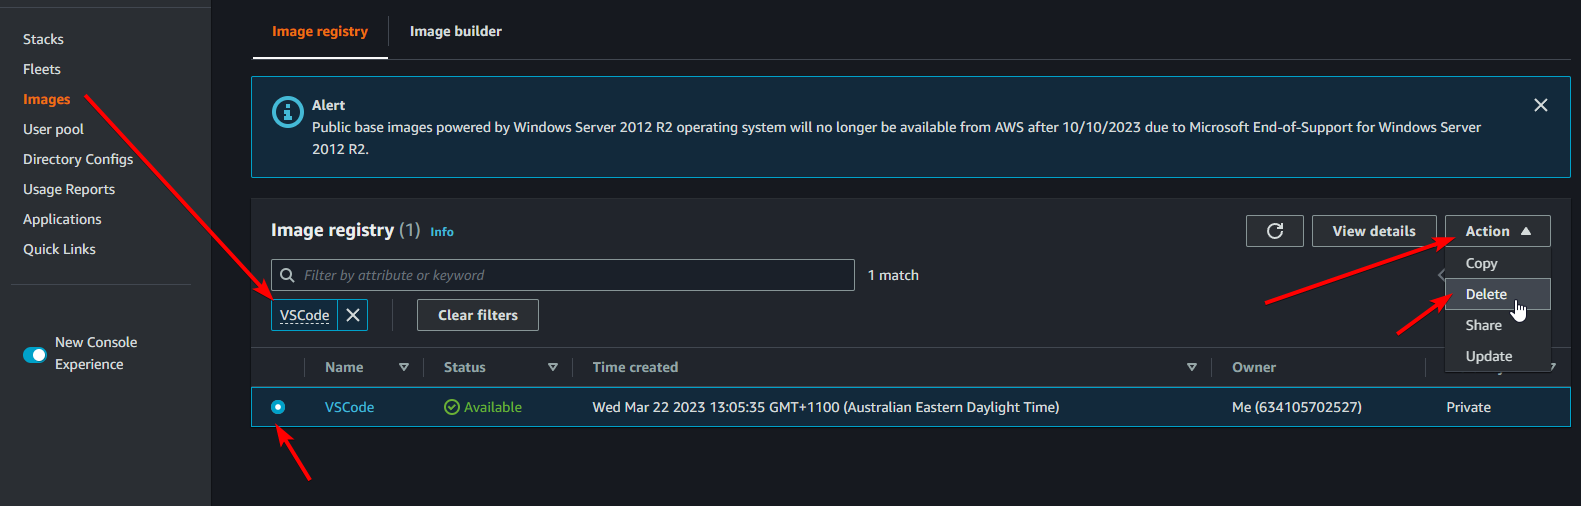 Stacks
Fleets
Images
User pool
Directory Configs
Usage Reports
Applications
Quick Links
New Console
Experience
Image registry
Image builder
Alert
Public base images powered by Windows Server 2012 R2 operating system will no longer be available from AWS after 10/10/2023 due to Microsoft End-of-Support for Windows Server
2012 R2.
Image registry (1) Info
View details
Action
Filter by attribute or keyword
1 match
Copy
Delete
Share
Update
VSCode
Clear filters
Name
Status
Time created
Owner
VSCode
Available
Wed Mar 22 2023 13:05:35 GMT+1100 (Australian Eastern Daylight Time)
Me (634105702527)
Private